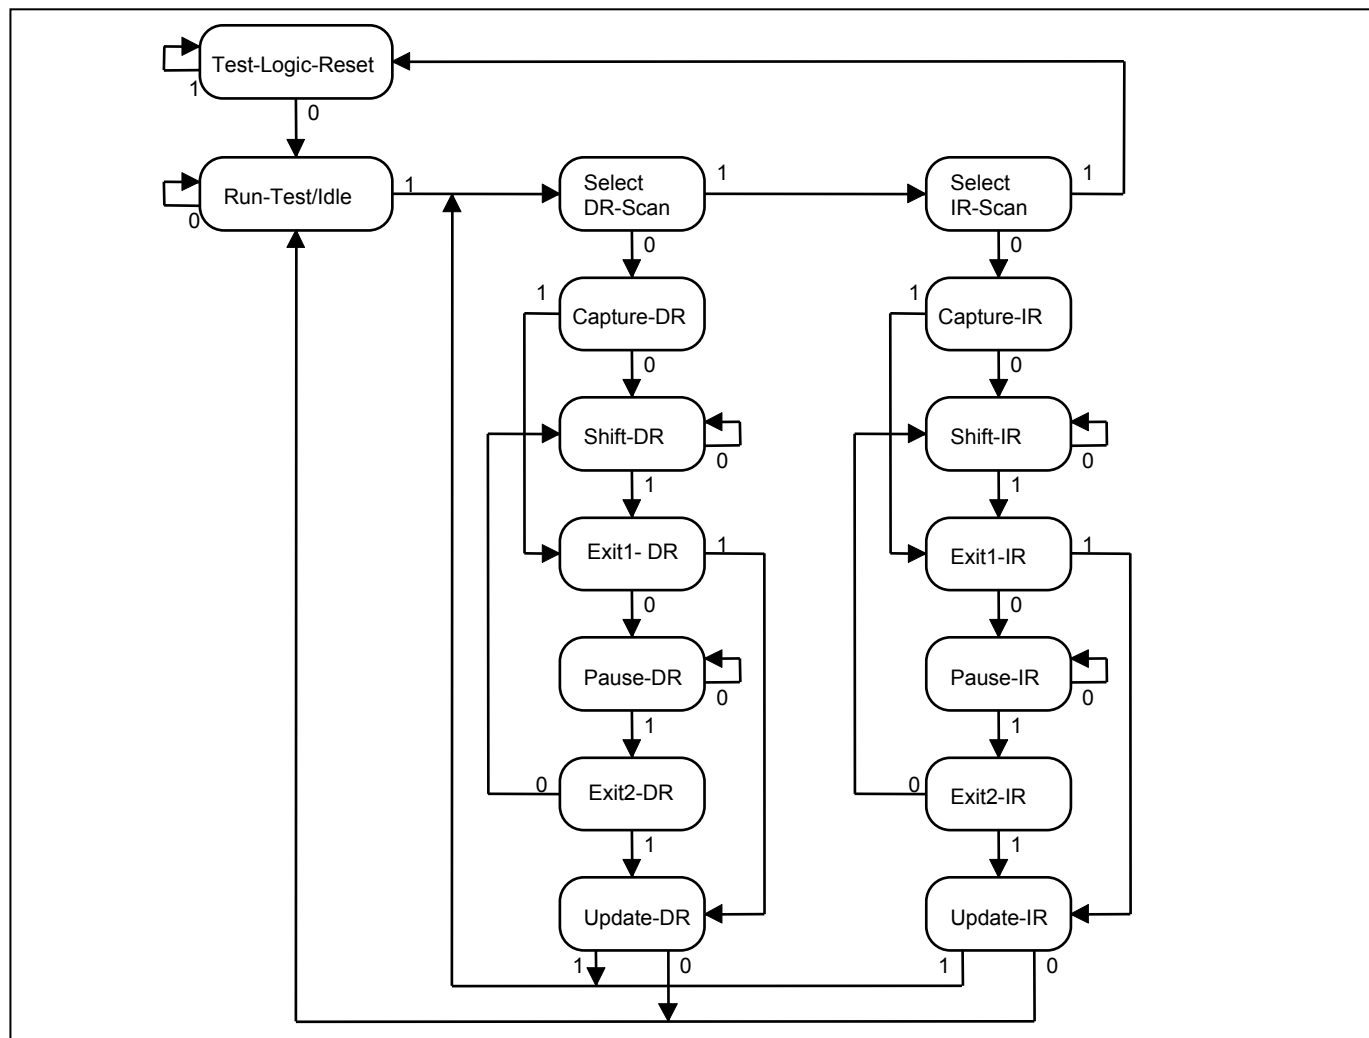 Test-Logic-Reset
1
0
Run-Test/Idle
0
1
Select
DR-Scan
1
0
Select
IR-Scan
1
0
1
Capture-DR
0
1
Capture-IR
0
Shift-DR
0
1
Shift-IR
0
1
Exit1- DR
1
0
Exit1-IR
1
0
Pause-DR
0
1
Pause-IR
0
1
0
Exit2-DR
1
0
Exit2-IR
1
Update-DR
1
0
Update-IR
1
0